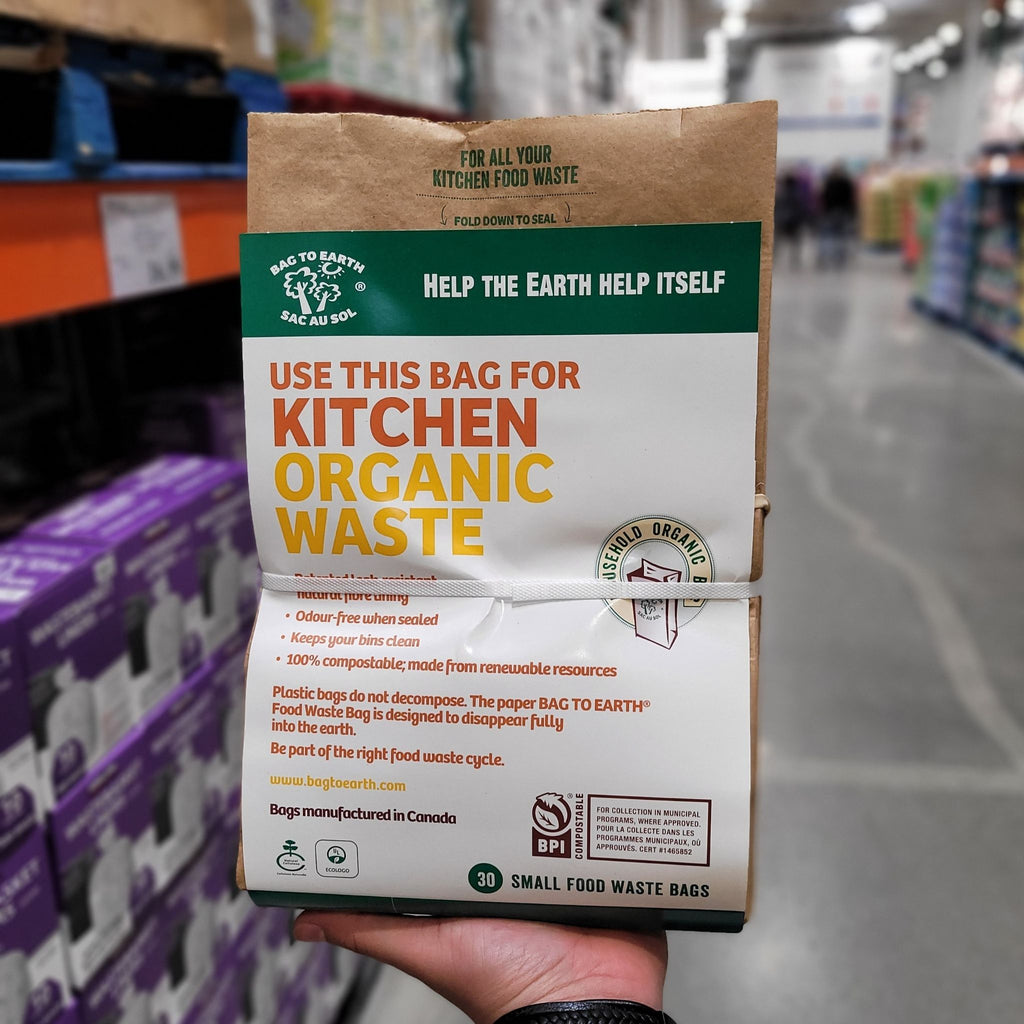 FOR ALL YOUR
KITCHEN FOOD WASTE
FOLD DOWN TO SEAL
BAG TO EARTH
SAC AU SOL
®
HELP THE EARTH HELP ITSELF
USE THIS BAG FOR
KITCHEN
ORGANIC
WASTE
HOUSEHOLD ORGANIC
SAC AU SOL
Patented leak resistant
natural fibre lining
• Odour-free when sealed
• Keeps your bins clean
• 100% compostable; made from renewable resources
Plastic bags do not decompose. The paper BAG TO EARTH®
Food Waste Bag is designed to disappear fully
into the earth.
Be part of the right food waste cycle.
www.bagtoearth.com
Bags manufactured in Canada
ECOLOGO
BPI
®
COMPOSTABLE
FOR COLLECTION IN MUNICIPAL
PROGRAMS, WHERE APPROVED.
POUR LA COLLECTE DANS LES
PROGRAMMES MUNICIPAUX, OÙ
APPROUVÉS. CERT #1465852
30 SMALL FOOD WASTE BAGS